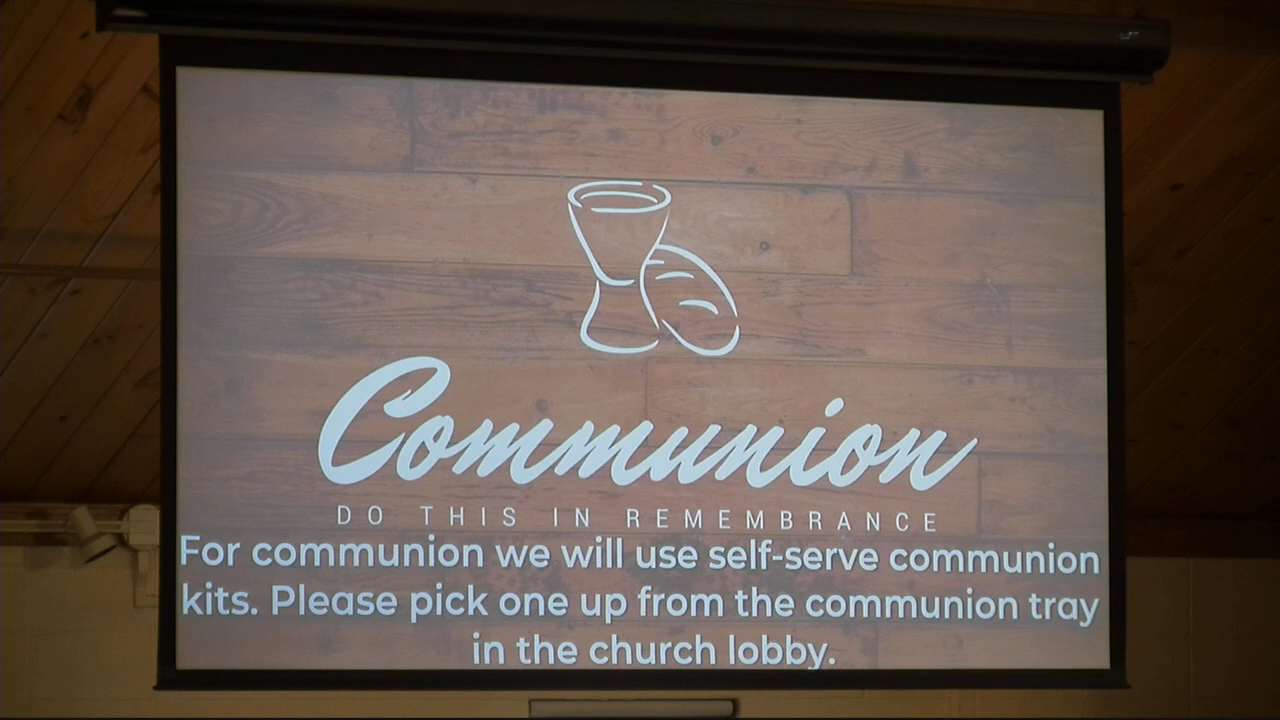 Communion
DO THIS IN REMEMBRANCE
For communion we will use self-serve communion
kits. Please pick one up from the communion tray
in the church lobby.